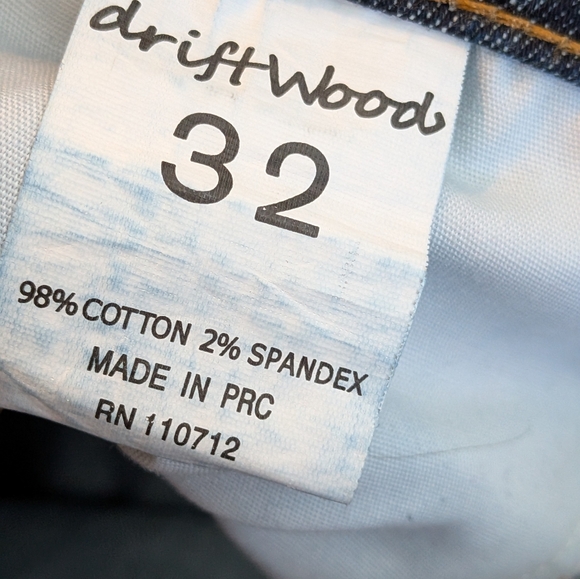 driftWood
32
98% COTTON 2% SPANDEX
MADE IN PRC
RN 110712